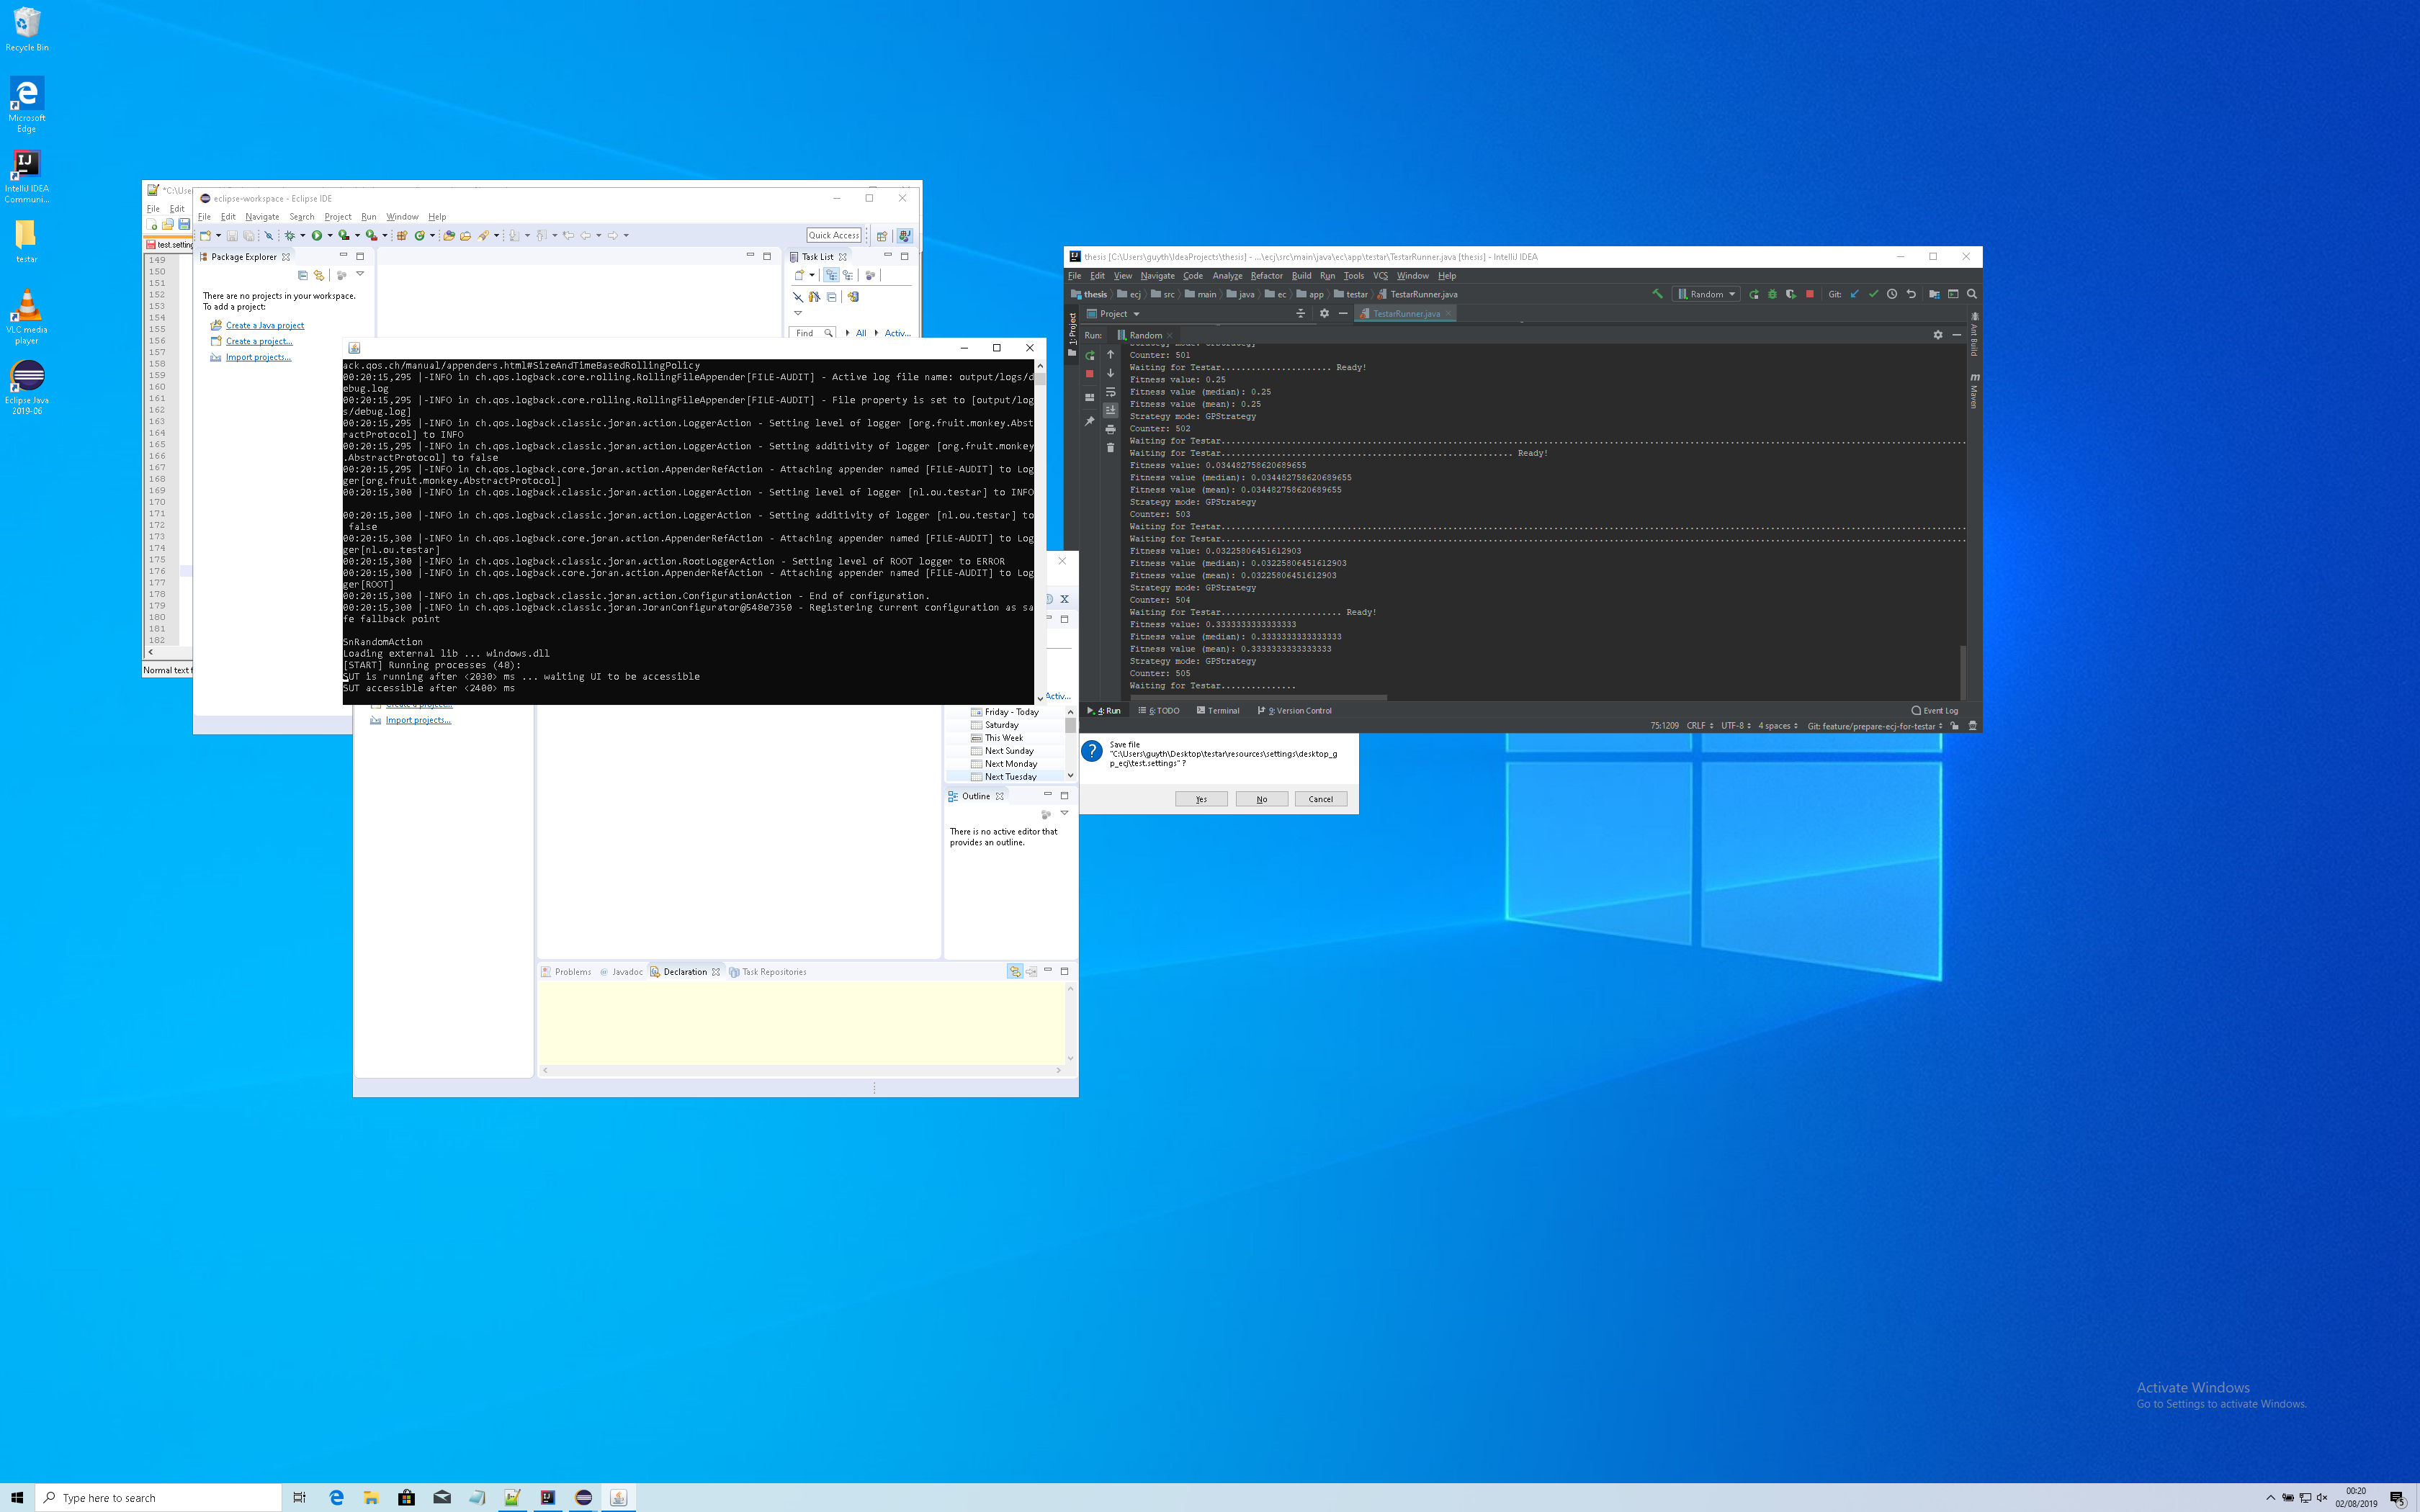 Recycle Bin
Microsoft
Edge
IntelliJ IDEA
Communi...
testar
VLC media
player
Eclipse Java
2019-06
*C:\Use
File Edit
test.setting
149
150
151
152
153
154
155
156
157
158
159
160
161
162
163
164
165
166
167
168
169
170
171
172
173
174
175
176
177
178
179
180
181
182
Normal text f
eclipse-workspace - Eclipse IDE
File Edit Navigate Search Project Run Window Help
Quick Access
Package Explorer
There are no projects in your workspace.
To add a project:
Create a Java project
Create a project...
Import projects...
Task List
Find All Activ...
ack.qos.ch/manual/appenders.html#SizeAndTimeBasedRollingPolicy
00:20:15,295 |-INFO in ch.qos.logback.core.rolling.RollingFileAppender[FILE-AUDIT] - Active log file name: output/logs/d
ebug.log
00:20:15,295 |-INFO in ch.qos.logback.core.rolling.RollingFileAppender[FILE-AUDIT] - File property is set to [output/log
s/debug.log]
00:20:15,295 |-INFO in ch.qos.logback.classic.joran.action.LoggerAction - Setting level of logger [org.fruit.monkey.Abst
ractProtocol] to INFO
00:20:15,295 |-INFO in ch.qos.logback.classic.joran.action.LoggerAction - Setting additivity of logger [org.fruit.monkey
.AbstractProtocol] to false
00:20:15,295 |-INFO in ch.qos.logback.core.joran.action.AppenderRefAction - Attaching appender named [FILE-AUDIT] to Log
ger[org.fruit.monkey.AbstractProtocol]
00:20:15,300 |-INFO in ch.qos.logback.classic.joran.action.LoggerAction - Setting level of logger [nl.ou.testar] to INFO
00:20:15,300 |-INFO in ch.qos.logback.classic.joran.action.LoggerAction - Setting additivity of logger [nl.ou.testar] to
false
00:20:15,300 |-INFO in ch.qos.logback.core.joran.action.AppenderRefAction - Attaching appender named [FILE-AUDIT] to Log
ger[nl.ou.testar]
00:20:15,300 |-INFO in ch.qos.logback.classic.joran.action.RootLoggerAction - Setting level of ROOT logger to ERROR
00:20:15,300 |-INFO in ch.qos.logback.core.joran.action.AppenderRefAction - Attaching appender named [FILE-AUDIT] to Log
ger[ROOT]
00:20:15,300 |-INFO in ch.qos.logback.classic.joran.action.ConfigurationAction - End of configuration.
00:20:15,300 |-INFO in ch.qos.logback.classic.joran.JoranConfigurator@548e7350 - Registering current configuration as sa
fe fallback point
SnRandomAction
Loading external lib ... windows.dll
[START] Running processes (48):
SUT is running after <2030> ms ... waiting UI to be accessible
SUT accessible after <2400> ms
Activ...
Create a project...
Import projects...
Friday - Today
Saturday
This Week
Next Sunday
Next Monday
Next Tuesday
Outline
There is no active editor that
provides an outline.
Problems Javadoc Declaration Task Repositories
thesis [C:\Users\guyth\IdeaProjects\thesis] - ...\ecj\src\main\java\ec\app\testar\TestarRunner.java [thesis] - IntelliJ IDEA
File Edit View Navigate Code Analyze Refactor Build Run Tools VCS Window Help
thesis ecj src main java ec app testar TestarRunner.java
Random
Git:
1: Project
Project
TestarRunner.java
Ant Build
Maven
Run: Random
Counter: 501
Waiting for Testar...................... Ready!
Fitness value: 0.25
Fitness value (median): 0.25
Fitness value (mean): 0.25
Strategy mode: GPStrategy
Counter: 502
Waiting for Testar.....................................................................................................................................................
Waiting for Testar.......................................................... Ready!
Fitness value: 0.034482758620689655
Fitness value (median): 0.034482758620689655
Fitness value (mean): 0.034482758620689655
Strategy mode: GPStrategy
Counter: 503
Waiting for Testar.....................................................................................................................................................
Waiting for Testar.....................................................................................................................................................
Fitness value: 0.03225806451612903
Fitness value (median): 0.03225806451612903
Fitness value (mean): 0.03225806451612903
Strategy mode: GPStrategy
Counter: 504
Waiting for Testar........................ Ready!
Fitness value: 0.3333333333333333
Fitness value (median): 0.3333333333333333
Fitness value (mean): 0.3333333333333333
Strategy mode: GPStrategy
Counter: 505
Waiting for Testar...............
4: Run 6: TODO Terminal 9: Version Control Event Log
75:1209 CRLF UTF-8 4 spaces Git: feature/prepare-ecj-for-testar
Save file
"C:\Users\guyth\Desktop\testar\resources\settings\desktop_g
p_ecj\test.settings" ?
Yes No Cancel
Activate Windows
Go to Settings to activate Windows.
Type here to search
00:20
02/08/2019
5